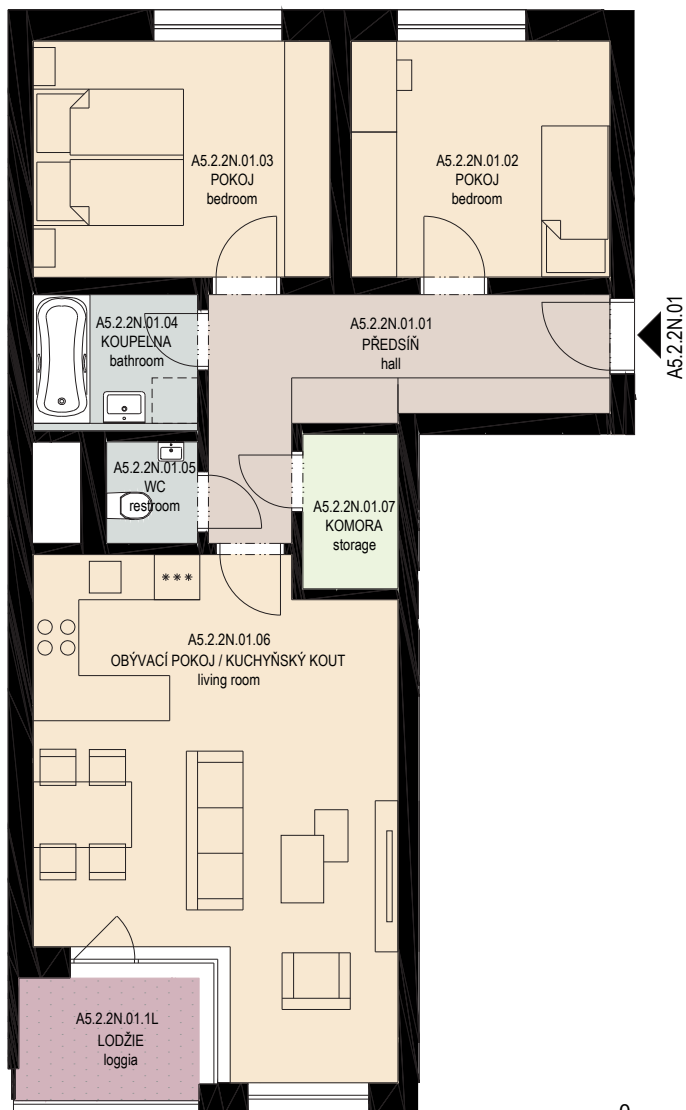 A5.2.2N.01.03
POKOJ
bedroom
A5.2.2N.01.02
POKOJ
bedroom
A5.2.2N.01.04
KOUPELNA
bathroom
A5.2.2N.01.01
PŘEDSÍŇ
hall
A5.2.2N.01
A5.2.2N.01.05
WC
restroom
A5.2.2N.01.07
KOMORA
storage
***
A5.2.2N.01.06
OBÝVACÍ POKOJ / KUCHYŇSKÝ KOUT
living room
A5.2.2N.01.1L
LODŽIE
loggia